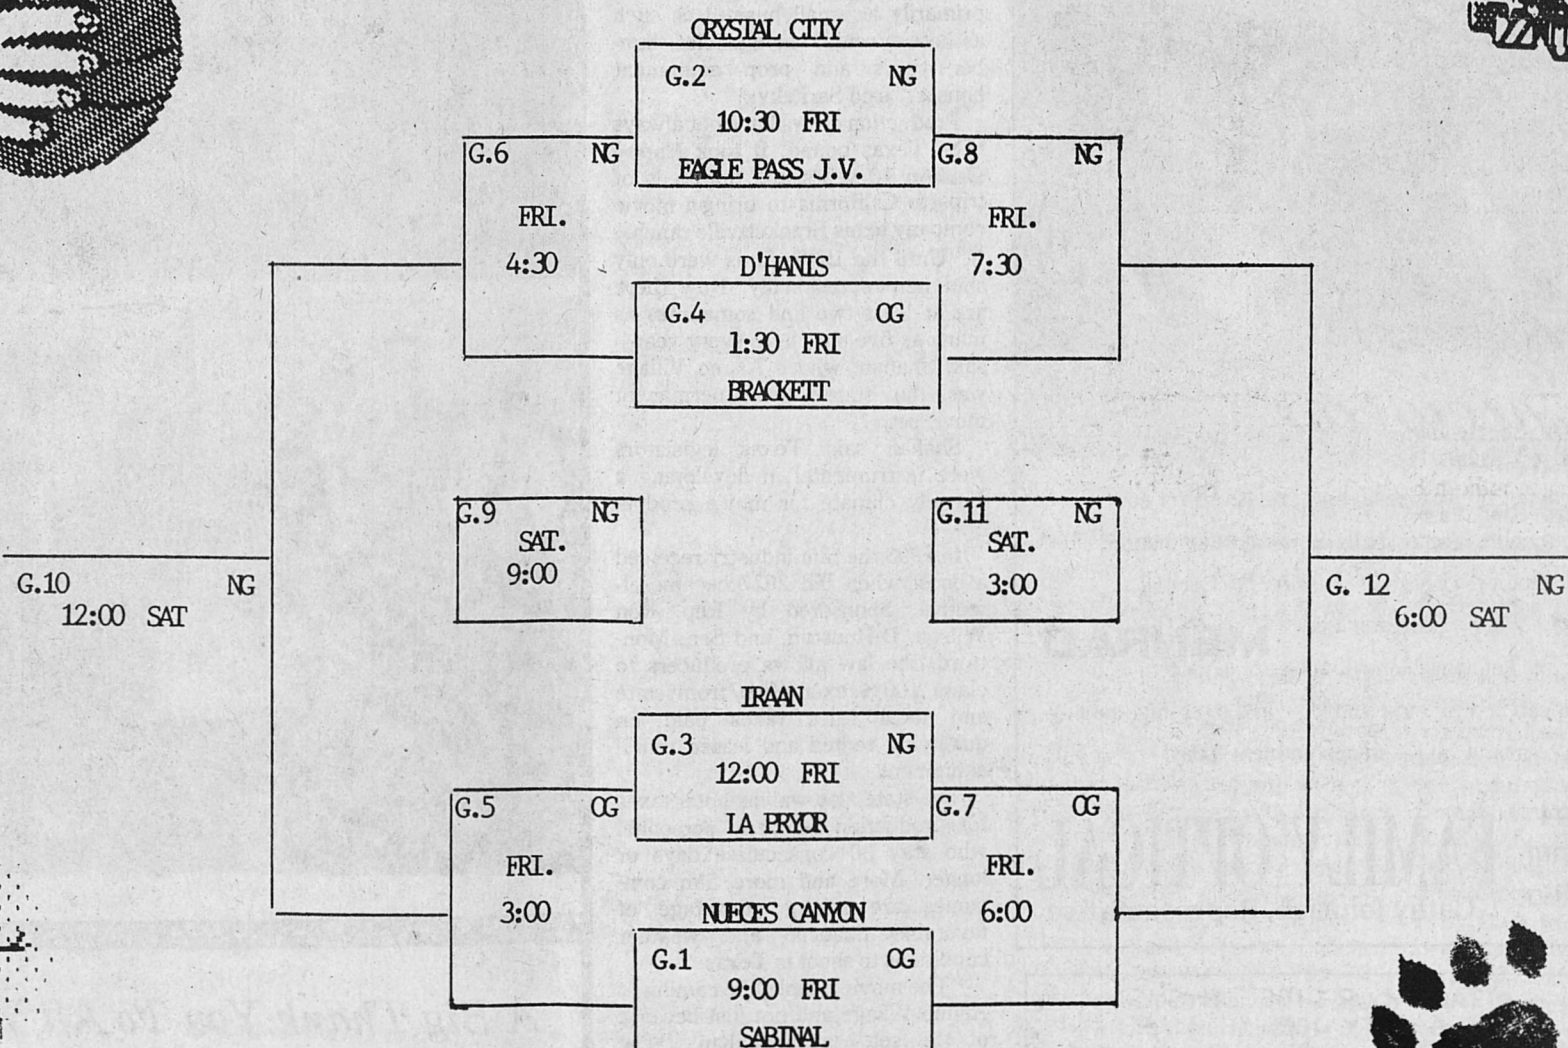 CRYSTAL CITY
G.2 NG
10:30 FRI
EAGLE PASS J.V.
G.6 NG
FRI.
4:30
G.8 NG
FRI.
7:30
D'HANIS
G.4 OG
1:30 FRI
BRACKETT
G.9 NG
SAT.
9:00
G.11 NG
SAT.
3:00
G.10 NG
12:00 SAT
G. 12 NG
6:00 SAT
IRAAN
G.3 NG
12:00 FRI
LA PRYOR
G.5 OG
FRI.
3:00
G.7 OG
FRI.
6:00
NUECES CANYON
G.1 OG
9:00 FRI
SABINAL